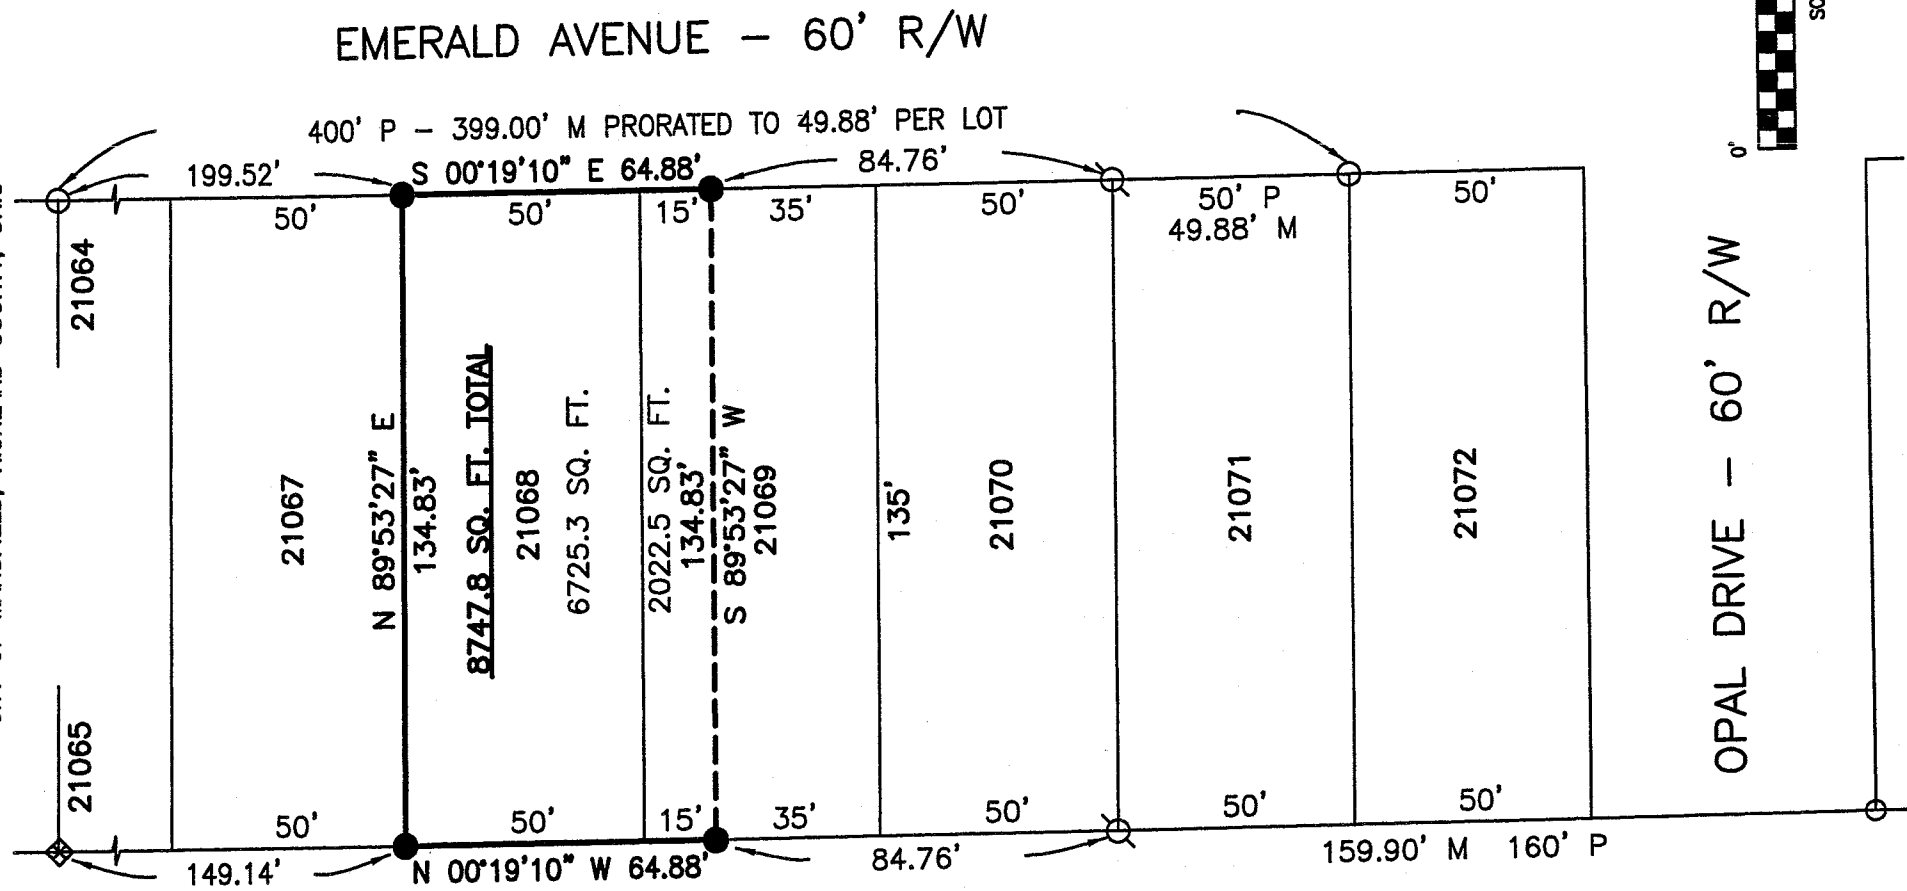 EMERALD AVENUE - 60' R/W
400' P - 399.00' M PRORATED TO 49.88' PER LOT
199.52'
S 00°19'10" E 64.88'
84.76'
50'
50'
15'
35'
50'
50' P
49.88' M
50'
0'
21064
21065
21067
N 89°53'27" E
134.83'
8747.8 SQ. FT. TOTAL
21068
6725.3 SQ. FT.
2022.5 SQ. FT.
134.83'
S 89°53'27" W
21069
135'
21070
21071
21072
OPAL DRIVE - 60' R/W
50'
50'
15'
35'
50'
50'
50'
149.14'
N 00°19'10" W 64.88'
84.76'
159.90' M 160' P